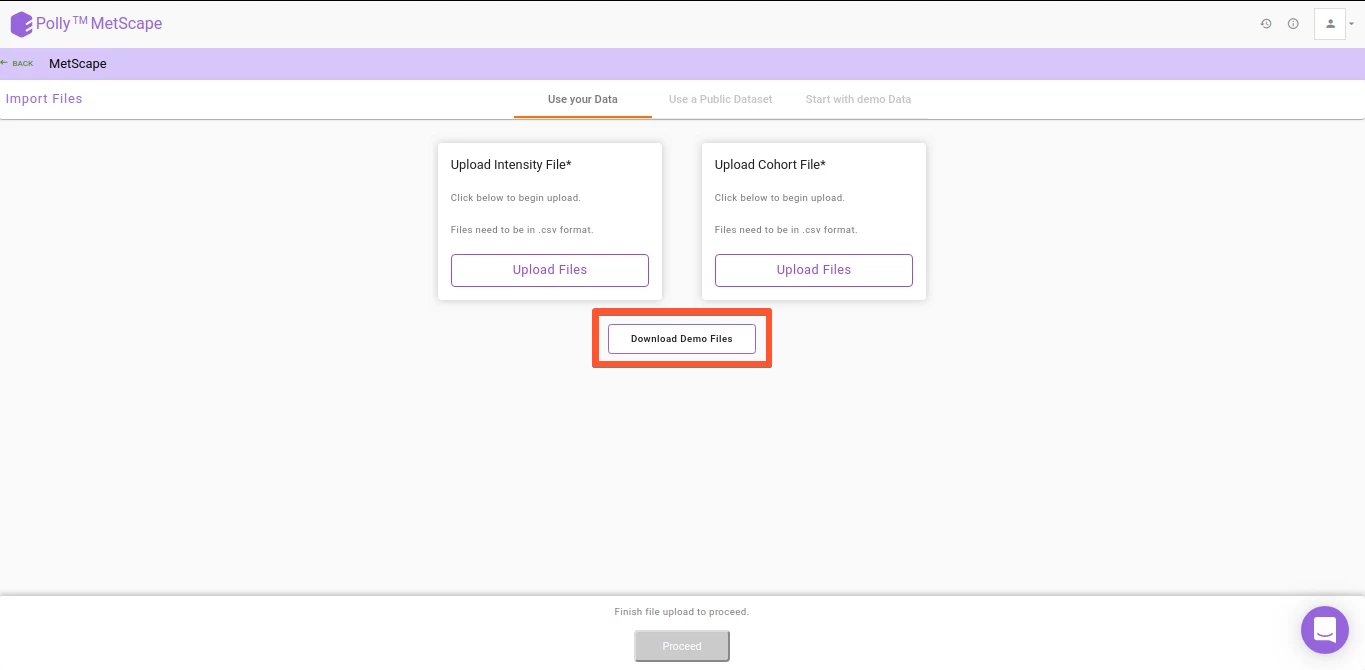 Polly™ MetScape
← BACK MetScape
Import Files Use your Data Use a Public Dataset Start with demo Data
Upload Intensity File* Upload Cohort File*
Click below to begin upload. Click below to begin upload.
Files need to be in .csv format. Files need to be in .csv format.
Upload Files Upload Files
Download Demo Files
Finish file upload to proceed.
Proceed